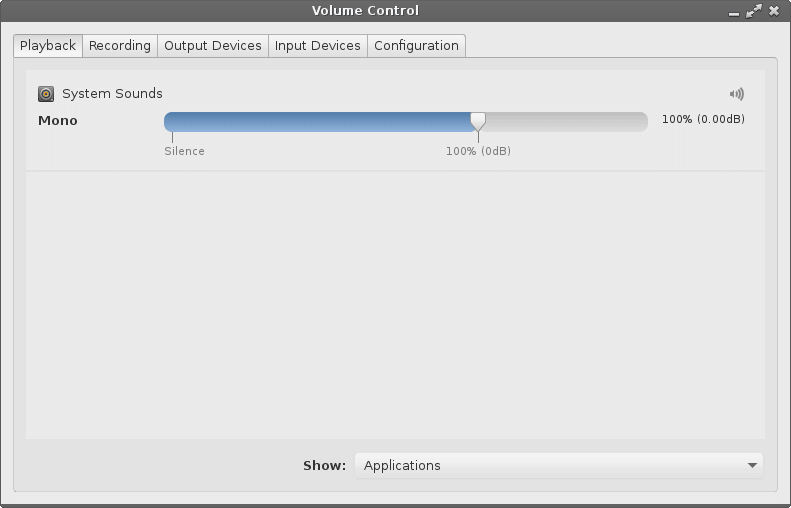 Volume Control
Playback Recording Output Devices Input Devices Configuration
System Sounds
Mono 100% (0.00dB)
Silence 100% (0dB)
Show: Applications